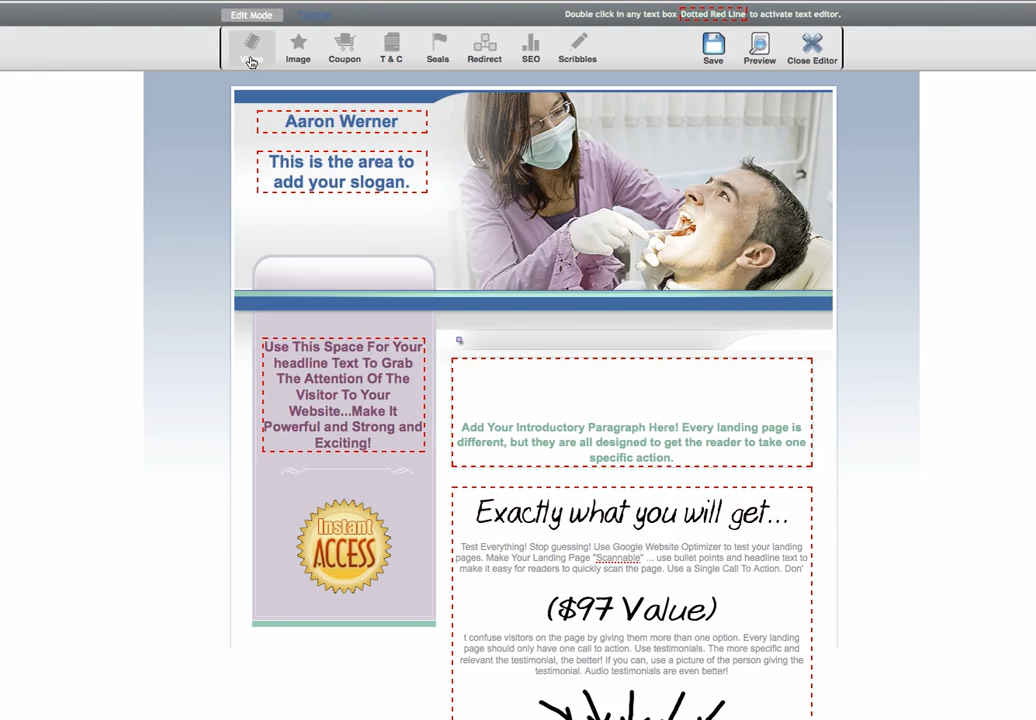 Edit Mode
Tutorial
Double click in any text box Dotted Red Line to activate text editor.
Image
Coupon
T & C
Seals
Redirect
SEO
Scribbles
Save
Preview
Close Editor
Aaron Werner
This is the area to
add your slogan.
Use This Space For Your
headline Text To Grab
The Attention Of The
Visitor To Your
Website...Make It
Powerful and Strong and
Exciting!
Instant
ACCESS
Add Your Introductory Paragraph Here! Every landing page is
different, but they are all designed to get the reader to take one
specific action.
Exactly what you will get...
Test Everything! Stop guessing! Use Google Website Optimizer to test your landing
pages. Make Your Landing Page "Scannable" ... use bullet points and headline text to
make it easy for readers to quickly scan the page. Use a Single Call To Action. Don'
($97 Value)
t confuse visitors on the page by giving them more than one option. Every landing
page should only have one call to action. Use testimonials. The more specific and
relevant the testimonial, the better! If you can, use a picture of the person giving the
testimonial. Audio testimonials are even better!